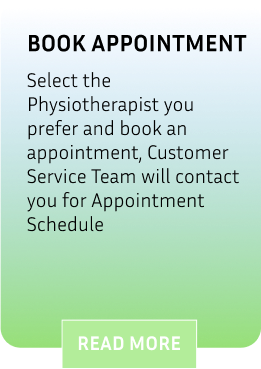 BOOK APPOINTMENT
Select the
Physiotherapist you
prefer and book an
appointment, Customer
Service Team will contact
you for Appointment
Schedule
READ MORE